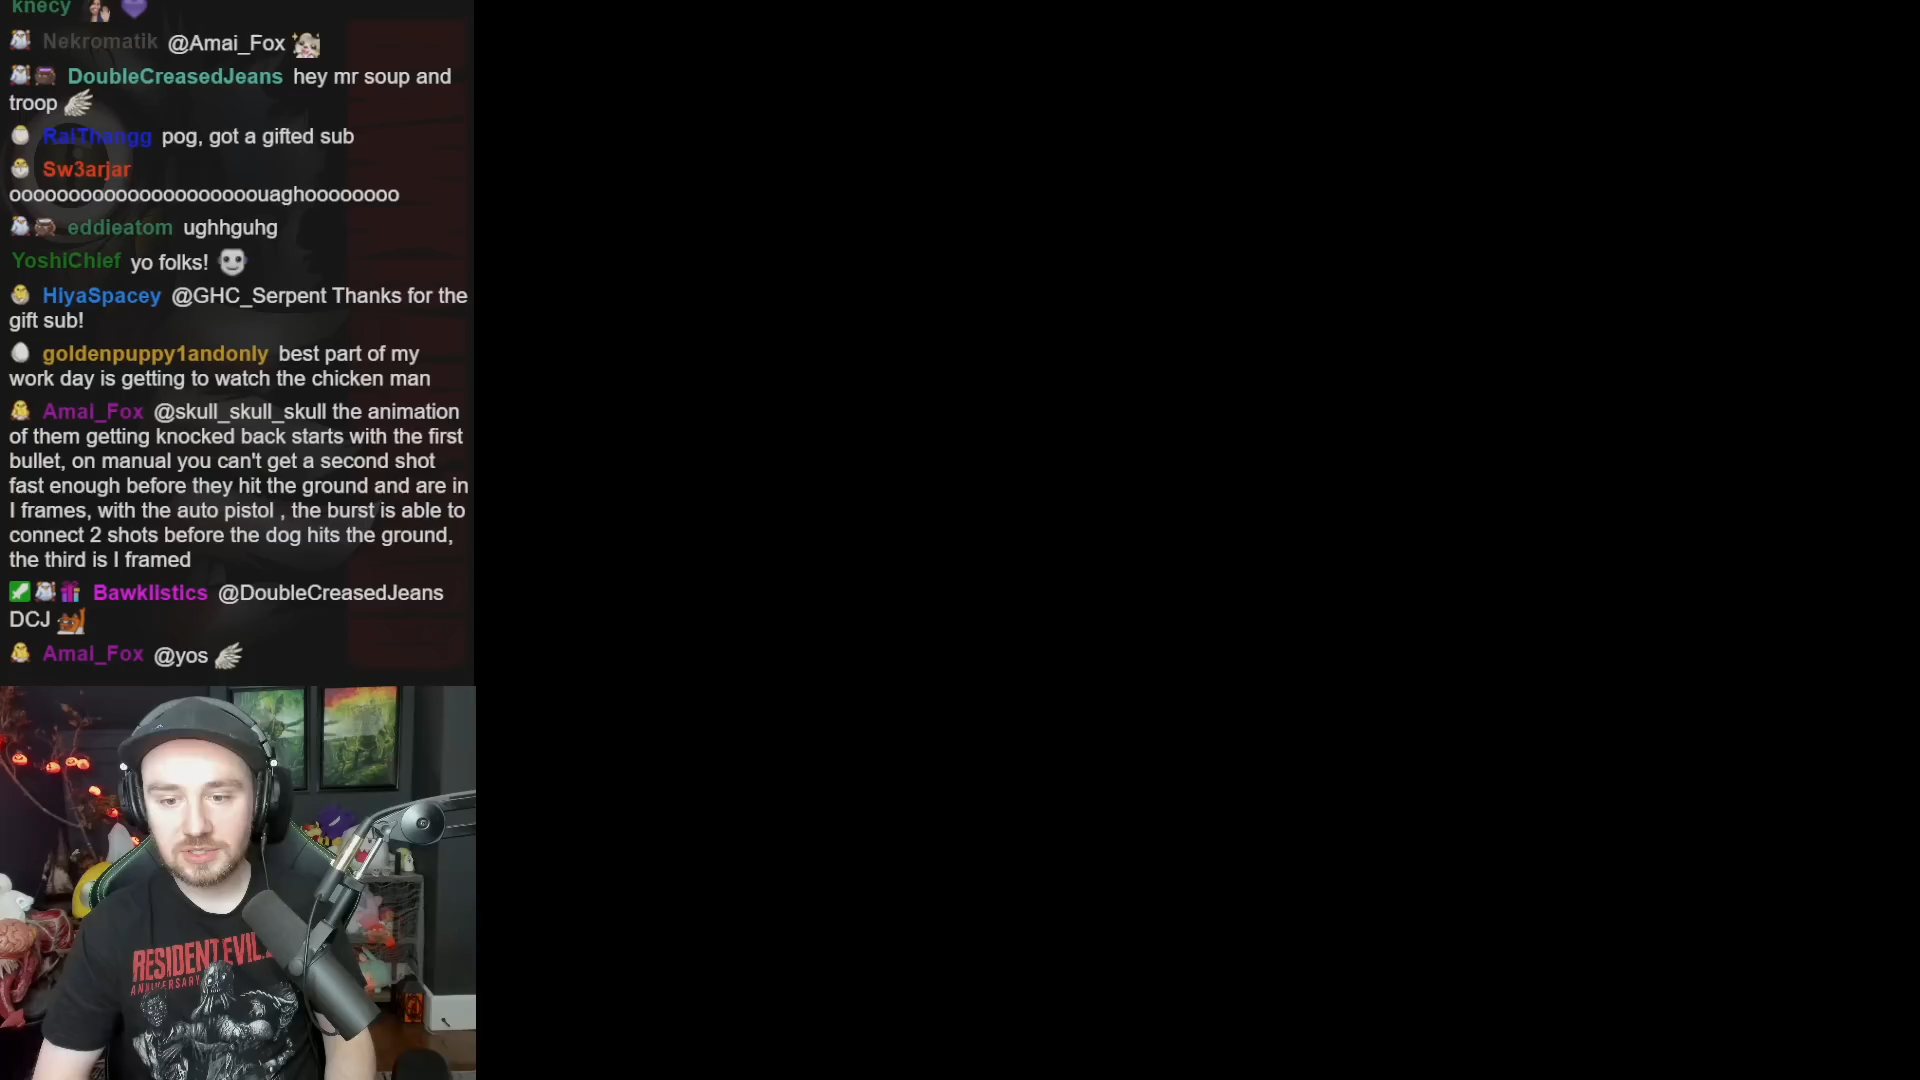 knecy
Nekromatik @Amai_Fox
DoubleCreasedJeans hey mr soup and
troop
RaiThangg pog, got a gifted sub
Sw3arjar
ooooooooooooooooooooouaghoooooooo
eddieatom ughhguhg
YoshiChief yo folks!
HiyaSpacey @GHC_Serpent Thanks for the
gift sub!
goldenpuppy1andonly best part of my
work day is getting to watch the chicken man
Amai_Fox @skull_skull_skull the animation
of them getting knocked back starts with the first
bullet, on manual you can't get a second shot
fast enough before they hit the ground and are in
I frames, with the auto pistol , the burst is able to
connect 2 shots before the dog hits the ground,
the third is I framed
Bawklistics @DoubleCreasedJeans
DCJ
Amai_Fox @yos
RESIDENT EVIL
ANNIVERSARY